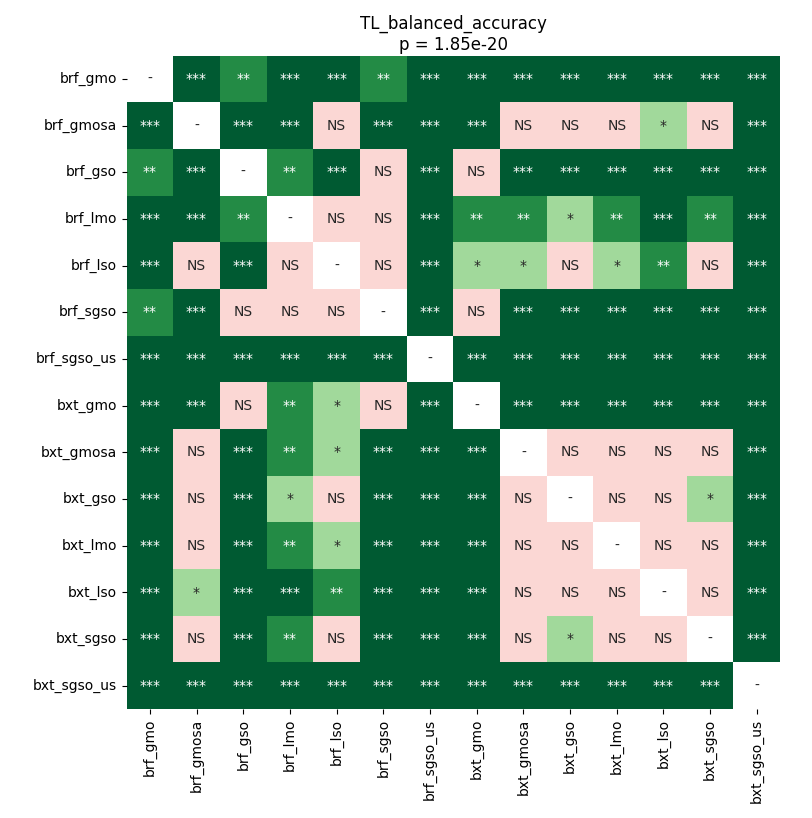 TL_balanced_accuracy
p = 1.85e-20
brf_gmo - *** ** *** *** ** *** *** *** *** *** *** *** ***
brf_gmosa *** - *** *** NS *** *** *** NS NS NS * NS ***
brf_gso ** *** - ** *** NS *** NS *** *** *** *** *** ***
brf_lmo *** *** ** - NS NS *** ** ** * ** *** ** ***
brf_lso *** NS *** NS - NS *** * * NS * ** NS ***
brf_sgso ** *** NS NS NS - *** NS *** *** *** *** *** ***
brf_sgso_us *** *** *** *** *** *** - *** *** *** *** *** *** ***
bxt_gmo *** *** NS ** * NS *** - *** *** *** *** *** ***
bxt_gmosa *** NS *** ** * *** *** *** - NS NS NS NS ***
bxt_gso *** NS *** * NS *** *** *** NS - NS NS * ***
bxt_lmo *** NS *** ** * *** *** *** NS NS - NS NS ***
bxt_lso *** * *** *** ** *** *** *** NS NS NS - NS ***
bxt_sgso *** NS *** ** NS *** *** *** NS * NS NS - ***
bxt_sgso_us *** *** *** *** *** *** *** *** *** *** *** *** *** -
brf_gmo brf_gmosa brf_gso brf_lmo brf_lso brf_sgso brf_sgso_us bxt_gmo bxt_gmosa bxt_gso bxt_lmo bxt_lso bxt_sgso bxt_sgso_us